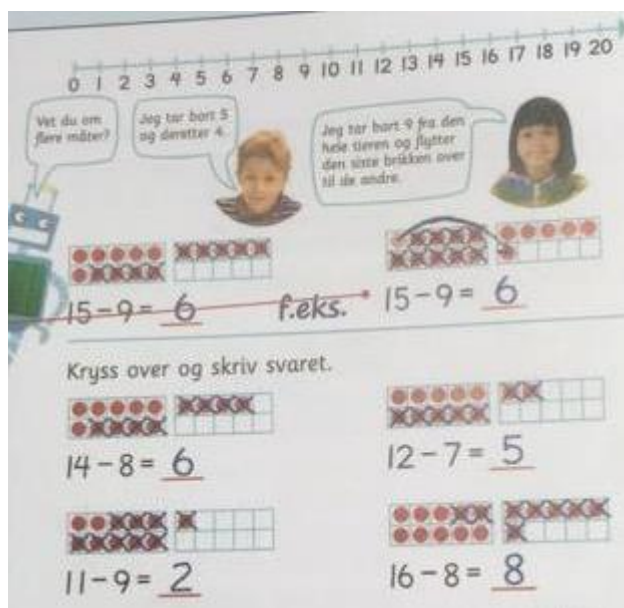 0 1 2 3 4 5 6 7 8 9 10 11 12 13 14 15 16 17 18 19 20
Vet du om
flere måter?
Jeg tar bort 5
og deretter 4.
Jeg tar bort 9 fra den
hele tieren og flytter
den siste brikken over
til de andre.
15-9= 6
f.eks.
15-9= 6
Kryss over og skriv svaret.
14-8= 6
12-7= 5
11-9= 2
16-8= 8